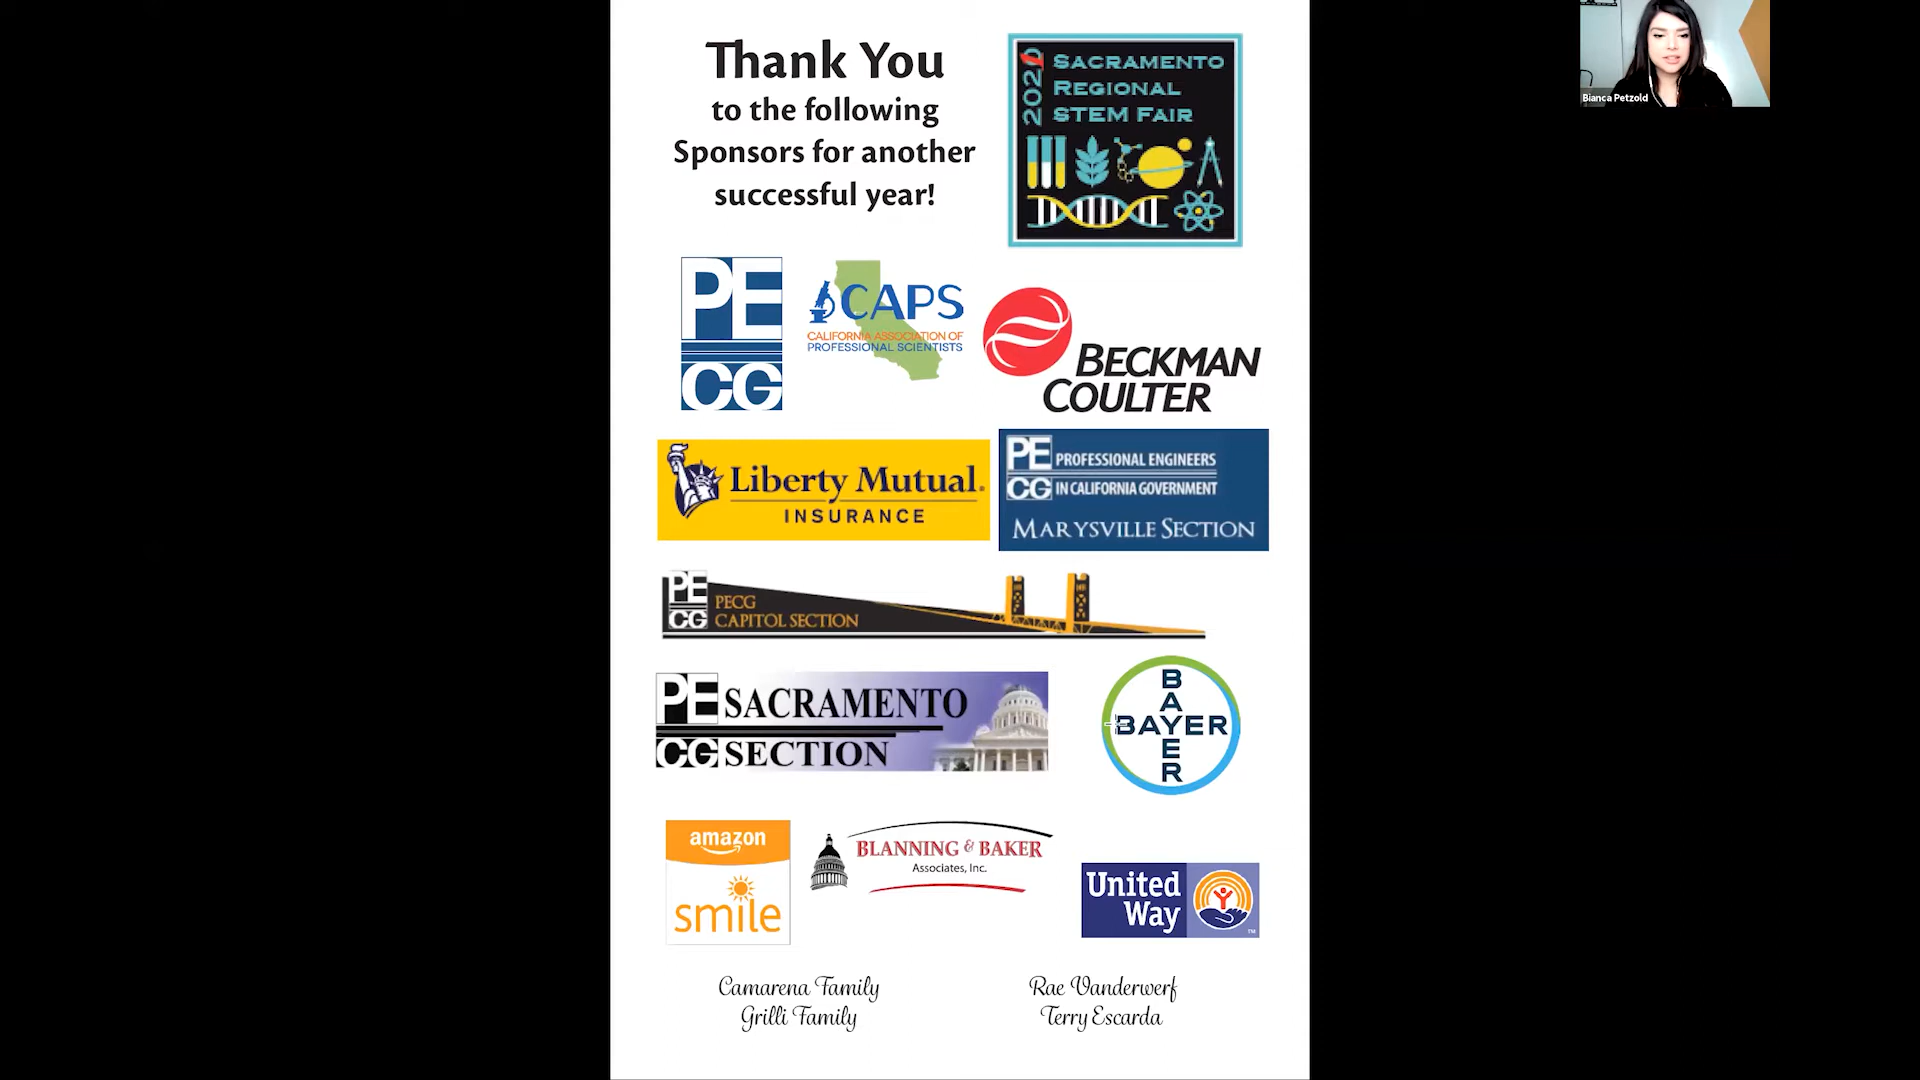 Thank You
to the following
Sponsors for another
successful year!
2021
SACRAMENTO
REGIONAL
STEM FAIR
Bianca Petzold
PE
CG
CAPS
CALIFORNIA ASSOCIATION OF
PROFESSIONAL SCIENTISTS
BECKMAN
COULTER
Liberty Mutual.
INSURANCE
PE PROFESSIONAL ENGINEERS
CG IN CALIFORNIA GOVERNMENT
MARYSVILLE SECTION
PE
CG
PECG
CAPITOL SECTION
PE SACRAMENTO
CG SECTION
BAYER
BAYER
amazon
smile
BLANNING & BAKER
Associates, Inc.
United
Way
TM
Camarena Family
Grilli Family
Rae Vanderwerf
Terry Escarda